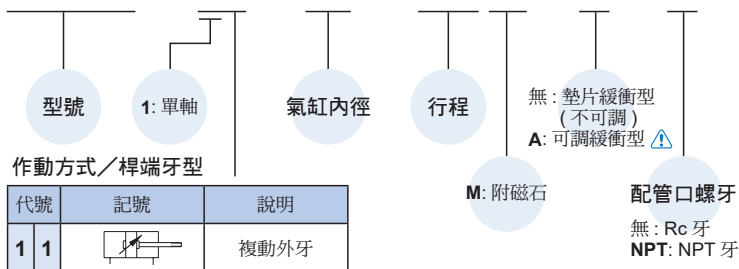 型號
1: 單軸
氣缸內徑
行程
無 : 墊片緩衝型
( 不可調 )
A: 可調緩衝型
M: 附磁石
配管口螺牙
無 : Rc 牙
NPT: NPT 牙
作動方式／桿端牙型
代號 記號 說明
1 1 複動外牙